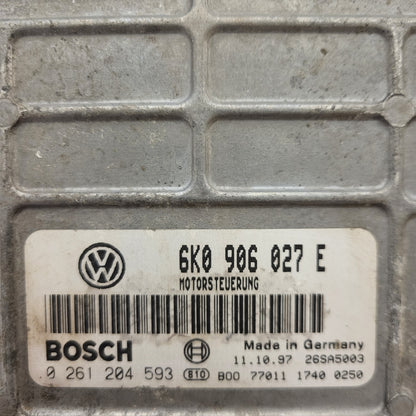 6K0 906 027 E
MOTORSTEUERUNG
BOSCH
Made in Germany
11.10.97 26SA5003
0 261 204 593 B10 B00 77011 1740 0250